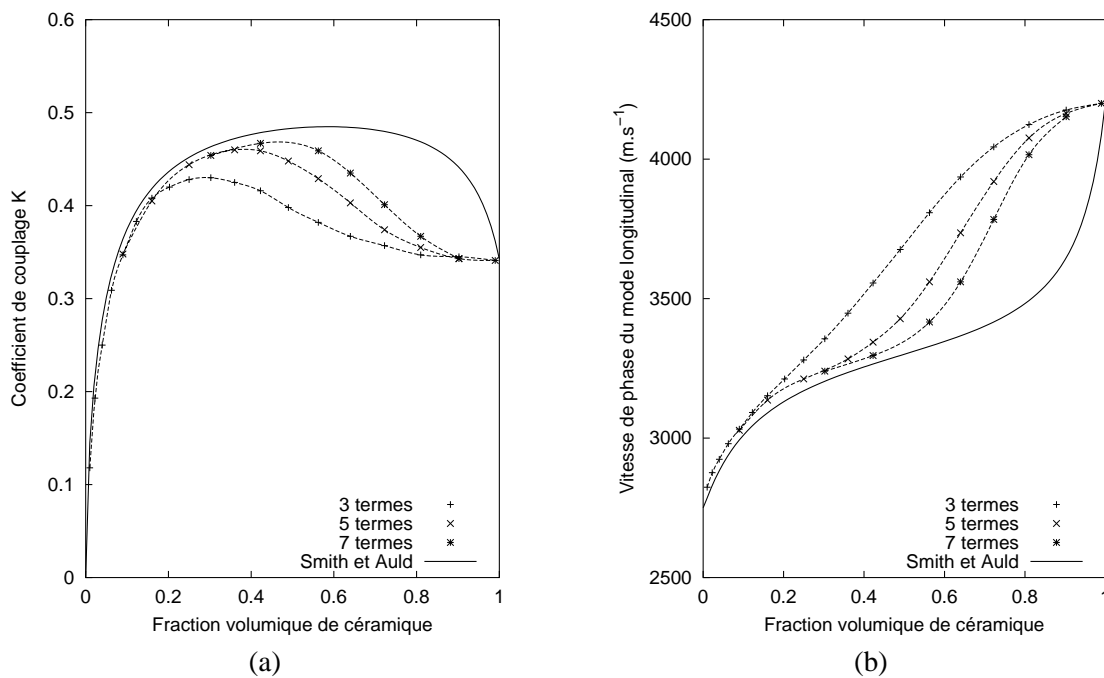 0.6
0.5
0.4
0.3
0.2
0.1
0
0
0.2
0.4
0.6
0.8
1
Coefficient de couplage K
Fraction volumique de céramique
3 termes
5 termes
7 termes
Smith et Auld
(a)
4500
4000
3500
3000
2500
0
0.2
0.4
0.6
0.8
1
Vitesse de phase du mode longitudinal (m.s−1)
Fraction volumique de céramique
3 termes
5 termes
7 termes
Smith et Auld
(b)